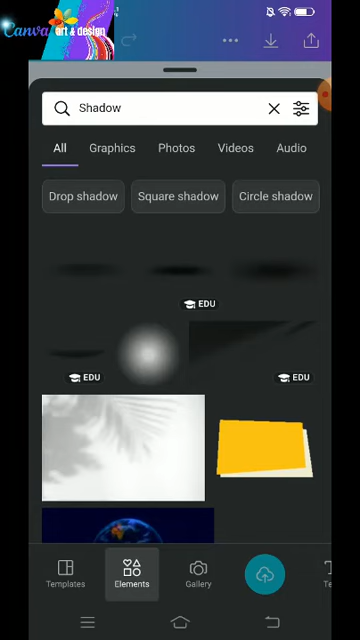 Canva art & design
Shadow
All Graphics Photos Videos Audio
Drop shadow Square shadow Circle shadow
EDU
EDU EDU
Templates Elements Gallery Te